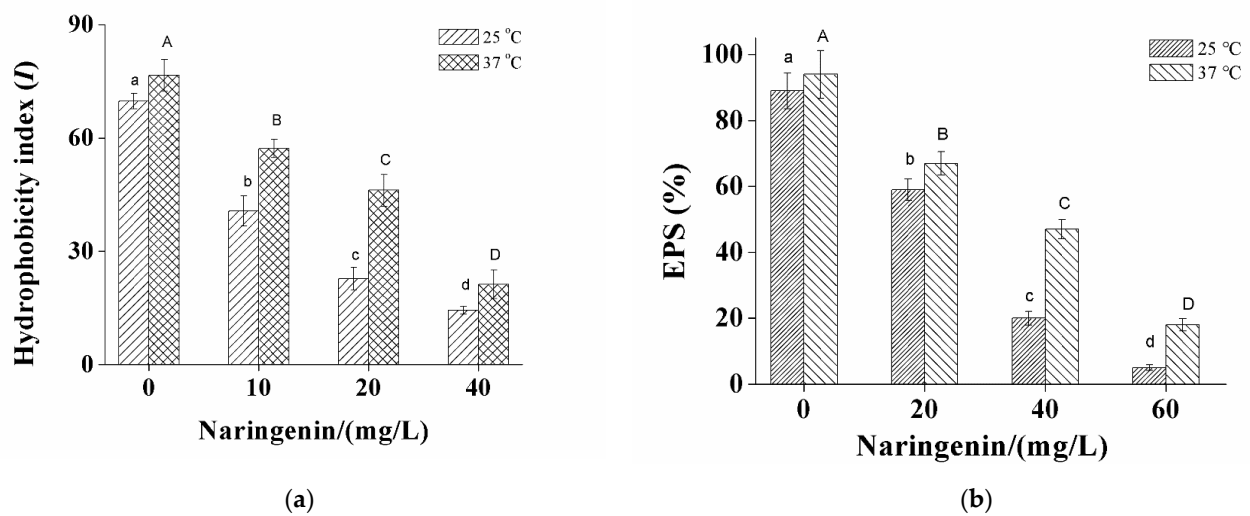 90
60
30
0
Hydrophobicity index (I)
25 °C
37 °C
a
A
b
B
c
C
d
D
0 10 20 40
Naringenin/(mg/L)
(a)
100
80
60
40
20
0
EPS (%)
25 °C
37 °C
a
A
b
B
c
C
d
D
0 20 40 60
Naringenin/(mg/L)
(b)